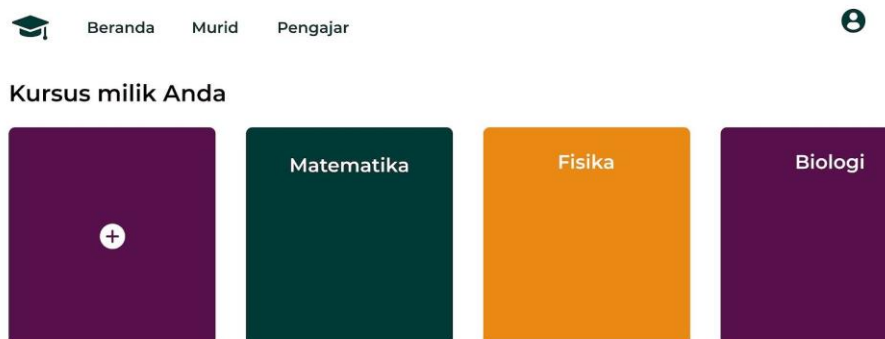 Beranda Murid Pengajar
Kursus milik Anda
Matematika Fisika Biologi